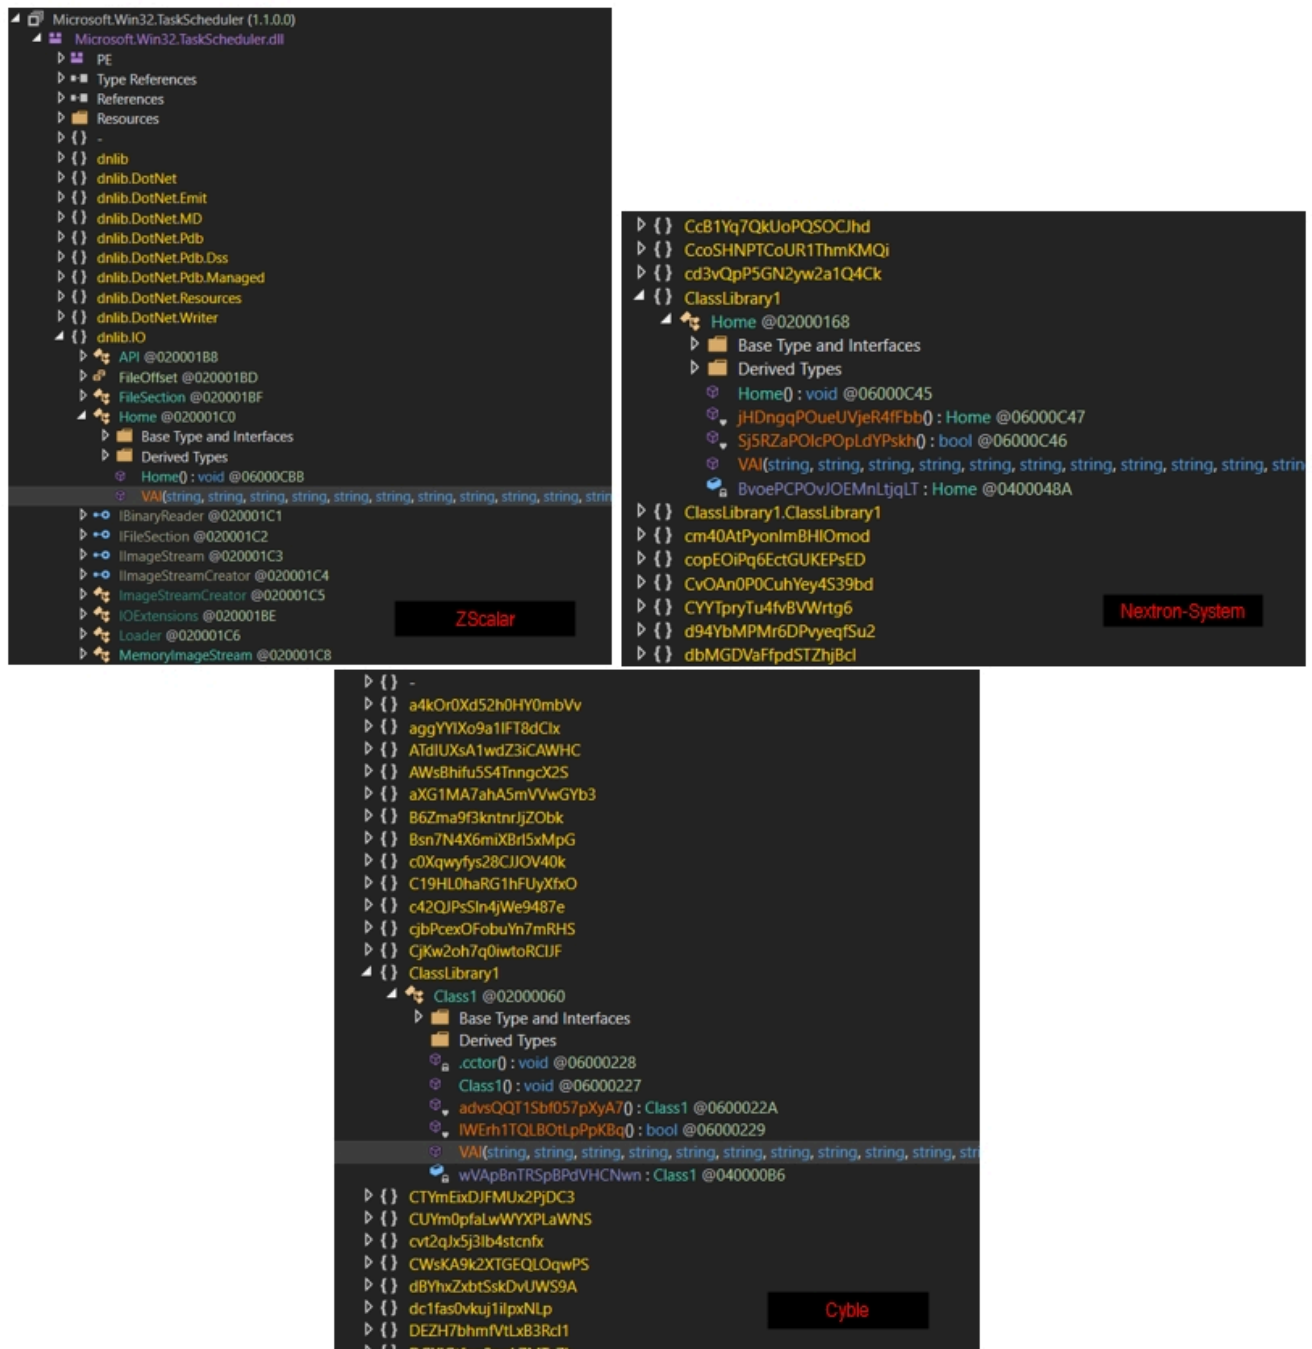 Microsoft.Win32.TaskScheduler (1.1.0.0)
Microsoft.Win32.TaskScheduler.dll
PE
Type References
References
Resources
{} -
{} dnlib
{} dnlib.DotNet
{} dnlib.DotNet.Emit
{} dnlib.DotNet.MD
{} dnlib.DotNet.Pdb
{} dnlib.DotNet.Pdb.Dss
{} dnlib.DotNet.Pdb.Managed
{} dnlib.DotNet.Resources
{} dnlib.DotNet.Writer
{} dnlib.IO
API @020001B8
FileOffset @020001BD
FileSection @020001BF
Home @020001C0
Base Type and Interfaces
Derived Types
Home() : void @06000CBB
VAI(string, string, string, string, string, string, string, string, string, string, strin
IBinaryReader @020001C1
IFileSection @020001C2
IImageStream @020001C3
IImageStreamCreator @020001C4
ImageStreamCreator @020001C5
IOExtensions @020001BE
Loader @020001C6
MemoryImageStream @020001C8
ZScalar
{} CcB1Yq7QkUoPQSOCJhd
{} CcoSHNPTCoUR1ThmKMQi
{} cd3vQpP5GN2yw2a1Q4Ck
{} ClassLibrary1
Home @02000168
Base Type and Interfaces
Derived Types
Home() : void @06000C45
jHDngqPOueUVjeR4fFbb() : Home @06000C47
Sj5RZaPOlcPOpLdYPskh() : bool @06000C46
VAI(string, string, string, string, string, string, string, string, string, string, strin
BvoePCPOvJOEMnLtjqLT : Home @0400048A
{} ClassLibrary1.ClassLibrary1
{} cm40AtPyonImBHIOmod
{} copEOiPq6EctGUKEPsED
{} CvOAn0P0CuhYey4S39bd
{} CYYTpryTu4fvBVWrtg6
{} d94YbMPMr6DPvyeqfSu2
{} dbMGDVaFfpdSTZhjBcl
Nextron-System
{} -
{} a4kOr0Xd52h0HY0mbVv
{} aggYYlXo9a1lFT8dClx
{} ATdlUXsA1wdZ3iCAWHC
{} AWsBhifu5S4TnngcX2S
{} aXG1MA7ahA5mVVwGYb3
{} B6Zma9f3kntnrJjZObk
{} Bsn7N4X6miXBrl5xMpG
{} c0Xqwyfys28CJJOV40k
{} C19HL0haRG1hFUyXfxO
{} c42QJPsSln4jWe9487e
{} cjbPcexOFobuYn7mRHS
{} CjKw2oh7q0iwtoRClJF
{} ClassLibrary1
Class1 @02000060
Base Type and Interfaces
Derived Types
.cctor() : void @06000228
Class1() : void @06000227
advsQQT1Sbf057pXyA7() : Class1 @0600022A
lWErh1TQLBOtLpPpKBq() : bool @06000229
VAI(string, string, string, string, string, string, string, string, string, string, stri
wVApBnTRSpBPdVHCNwn : Class1 @040000B6
{} CTYmEixDJFMUx2PjDC3
{} CUYm0pfaLwWYXPLaWNS
{} cvt2qJx5j3lb4stcnfx
{} CWsKA9k2XTGEQLOqwPS
{} dBYhxZxbtSskDvUWS9A
{} dc1fas0vkuj1ilpxNLp
{} DEZH7bhmfVtLxB3Rcl1
Cyble